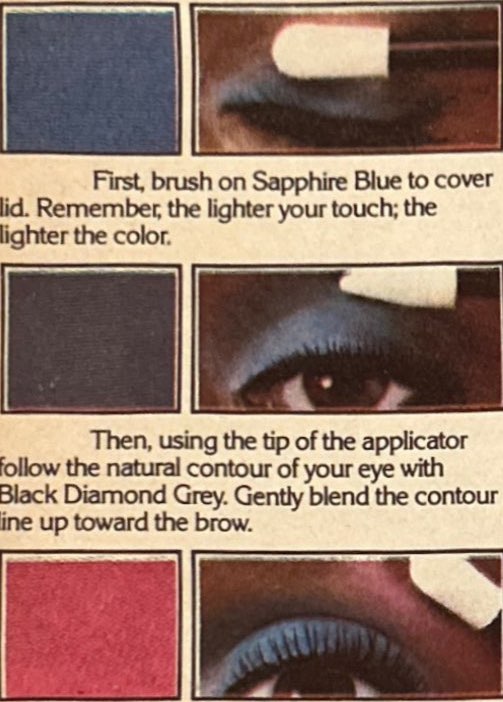 First, brush on Sapphire Blue to cover
lid. Remember, the lighter your touch; the
lighter the color.
Then, using the tip of the applicator
follow the natural contour of your eye with
Black Diamond Grey. Gently blend the contour
line up toward the brow.